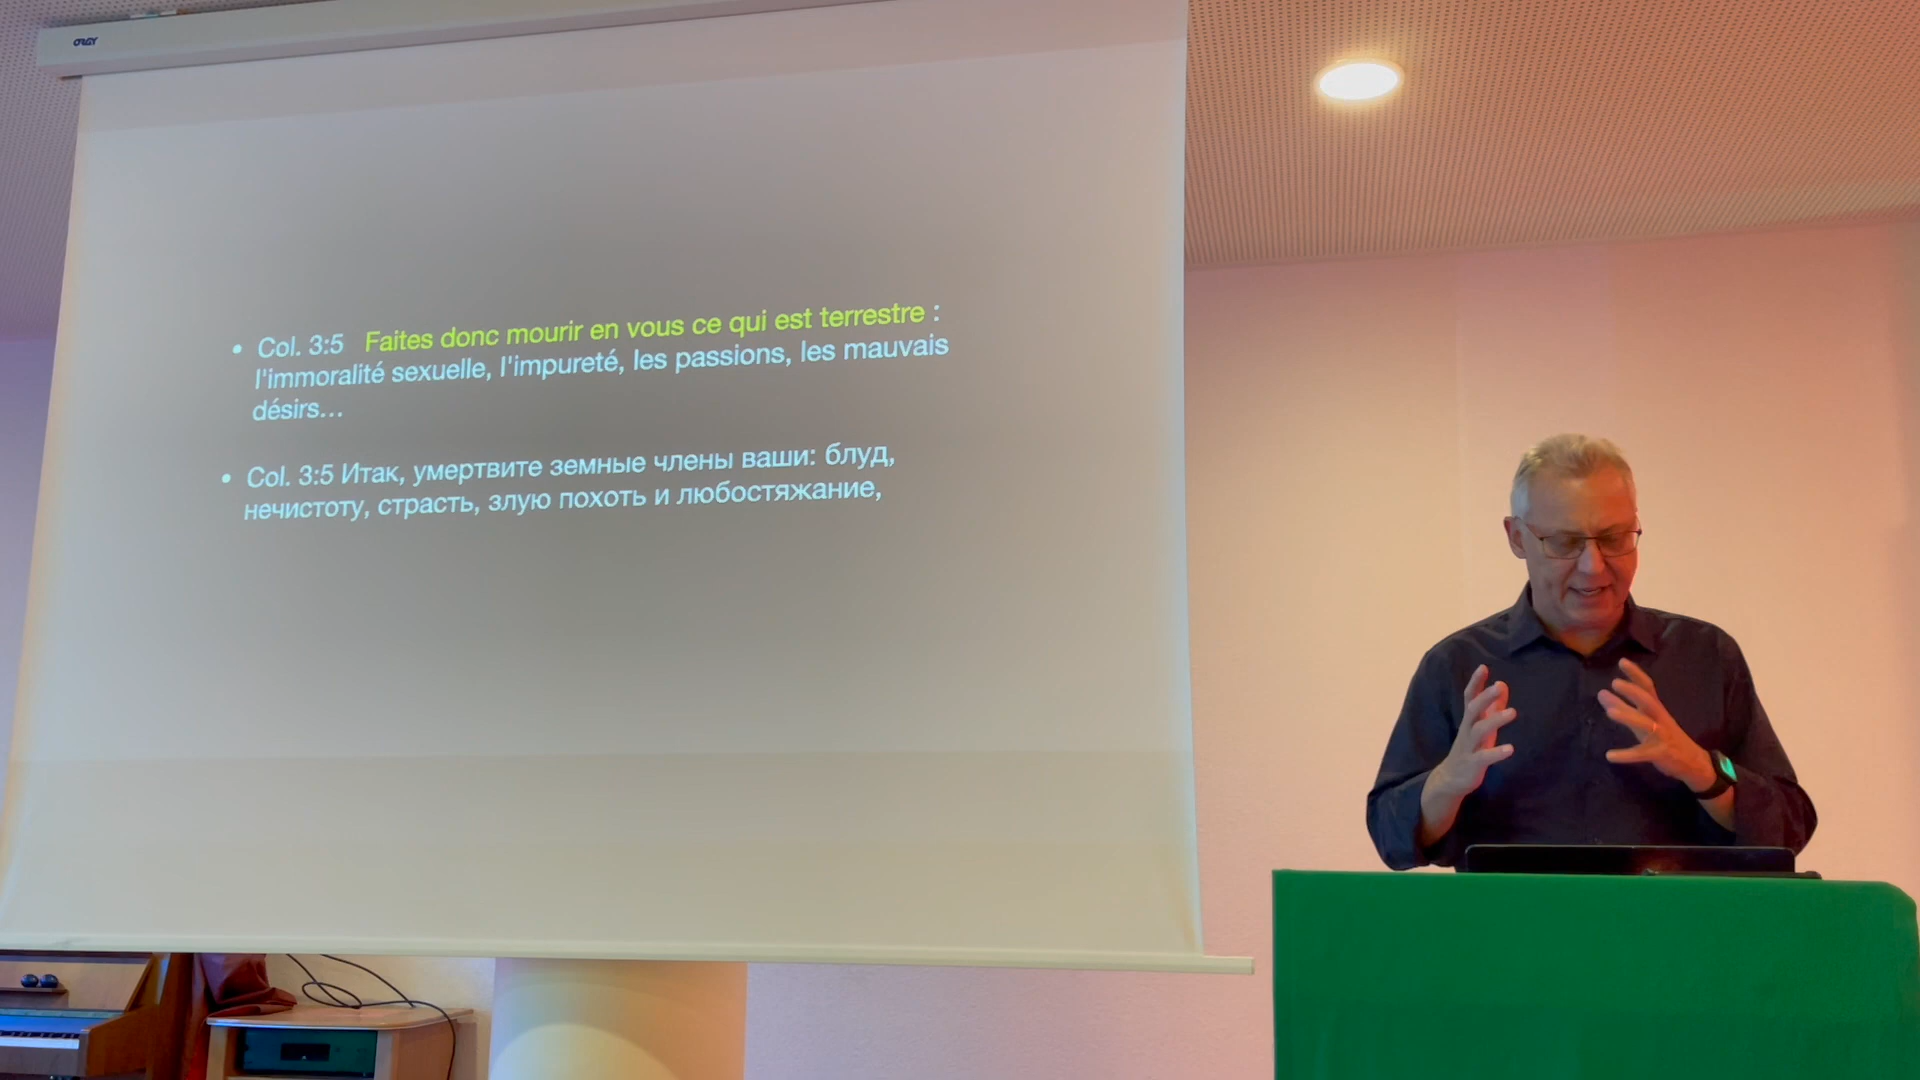 ORGY
• Col. 3:5 Faites donc mourir en vous ce qui est terrestre :
l'immoralité sexuelle, l'impureté, les passions, les mauvais
désirs…
• Col. 3:5 Итак, умертвите земные члены ваши: блуд,
нечистоту, страсть, злую похоть и любостяжание,